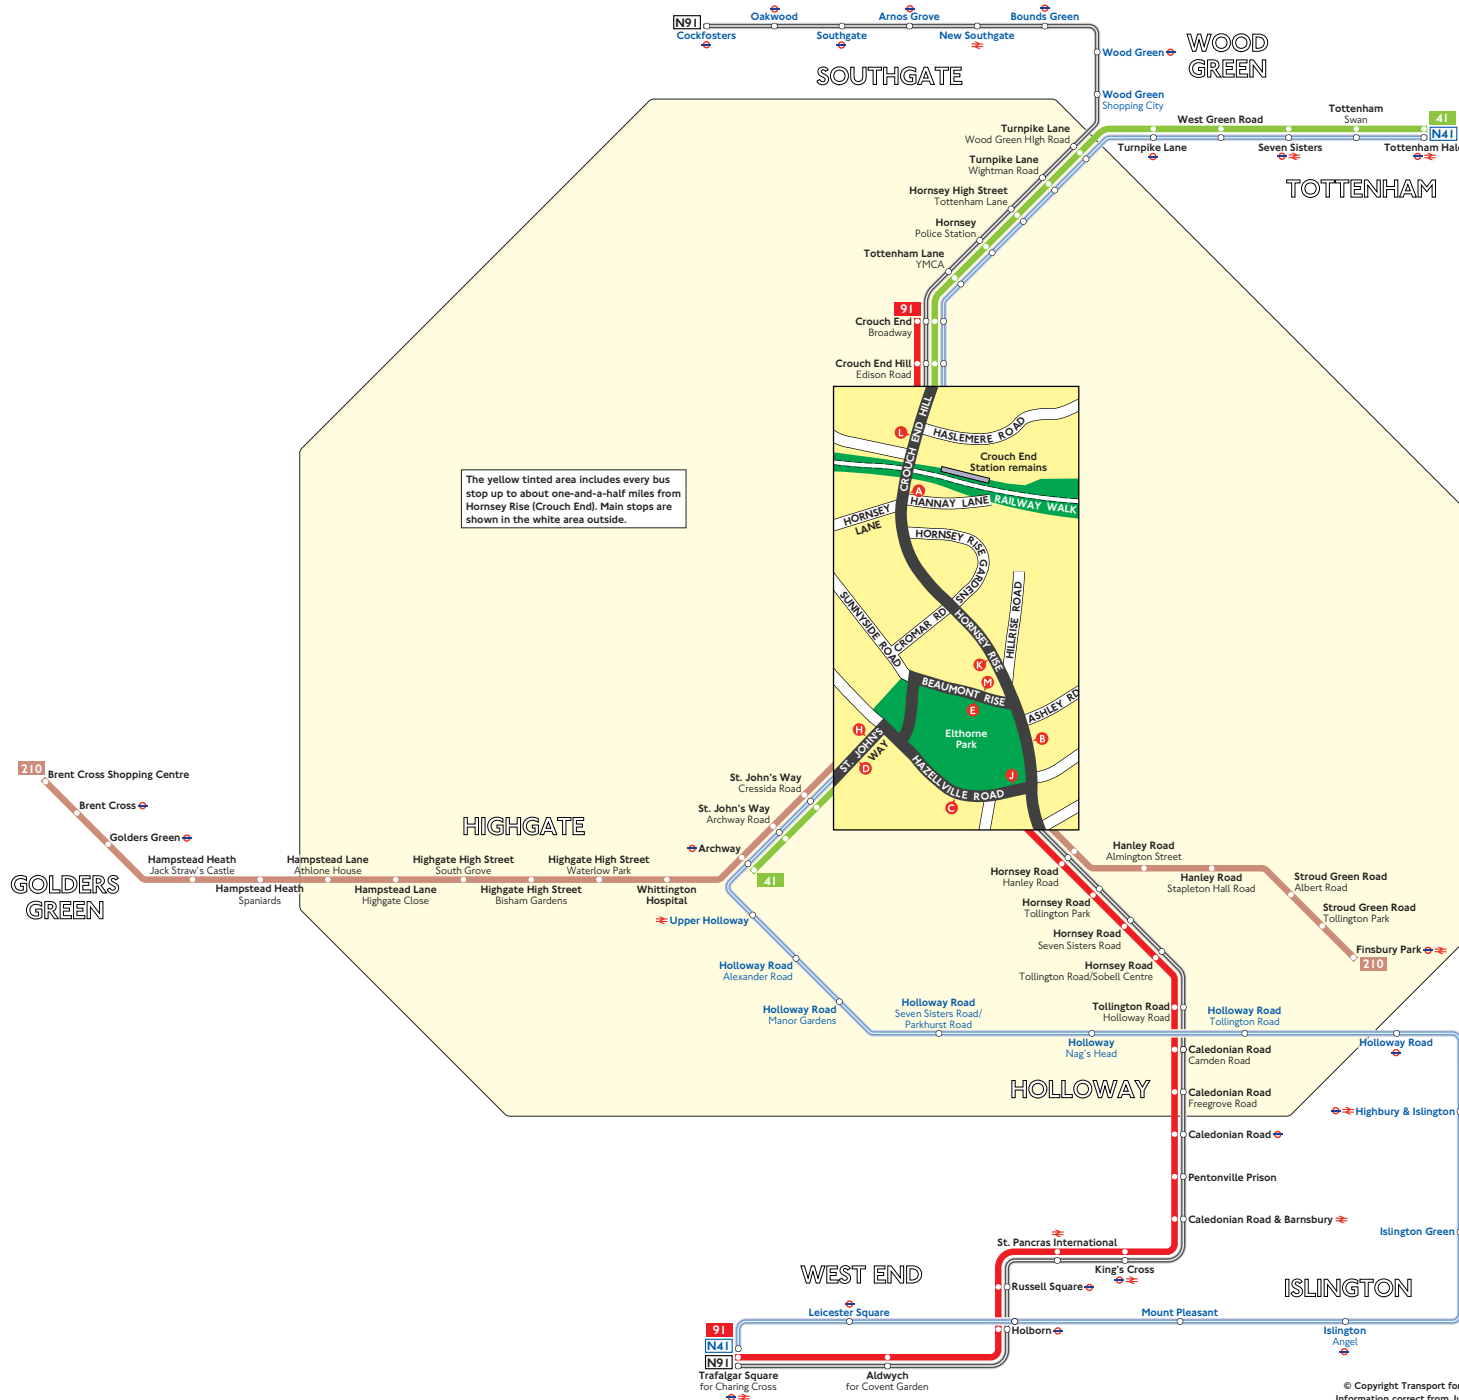 N91
Cockfosters
Oakwood
Southgate
Arnos Grove
New Southgate
Bounds Green
Wood Green
WOOD
GREEN
SOUTHGATE
Wood Green
Shopping City
Turnpike Lane
Wood Green HIgh Road
Turnpike Lane
Wightman Road
Hornsey High Street
Tottenham Lane
Hornsey
Police Station
Tottenham Lane
YMCA
West Green Road
Tottenham
Swan
41
N41
Turnpike Lane
Seven Sisters
Tottenham Hale
TOTTENHAM
91
Crouch End
Broadway
Crouch End Hill
Edison Road
The yellow tinted area includes every bus
stop up to about one-and-a-half miles from
Hornsey Rise (Crouch End). Main stops are
shown in the white area outside.
CROUCH END HILL
L
HASLEMERE ROAD
Crouch End
Station remains
A
HANNAY LANE
RAILWAY WALK
HORNSEY
LANE
HORNSEY RISE GARDENS
SUNNYSIDE ROAD
CROMAR RD
HORNSEY RISE
HILLRISE ROAD
K
M
BEAUMONT RISE
E
ASHLEY RD
Elthorne
Park
B
H
D
ST. JOHN'S
WAY
HAZELLVILLE ROAD
J
C
210
Brent Cross Shopping Centre
Brent Cross
Golders Green
GOLDERS
GREEN
HIGHGATE
Hampstead Heath
Jack Straw's Castle
Hampstead Heath
Spaniards
Hampstead Lane
Athlone House
Hampstead Lane
Highgate Close
Highgate High Street
South Grove
Highgate High Street
Bisham Gardens
Highgate High Street
Waterlow Park
Whittington
Hospital
St. John's Way
Cressida Road
St. John's Way
Archway Road
Archway
41
Upper Holloway
Holloway Road
Alexander Road
Holloway Road
Manor Gardens
Holloway Road
Seven Sisters Road/
Parkhurst Road
Holloway
Nag's Head
Holloway Road
Tollington Road
Holloway Road
Highbury & Islington
Islington Green
Hanley Road
Almington Street
Hanley Road
Stapleton Hall Road
Stroud Green Road
Albert Road
Stroud Green Road
Tollington Park
Finsbury Park
210
Hornsey Road
Hanley Road
Hornsey Road
Tollington Park
Hornsey Road
Seven Sisters Road
Hornsey Road
Tollington Road/Sobell Centre
Tollington Road
Holloway Road
Caledonian Road
Camden Road
Caledonian Road
Freegrove Road
HOLLOWAY
Caledonian Road
Pentonville Prison
Caledonian Road & Barnsbury
St. Pancras International
King's Cross
Russell Square
WEST END
ISLINGTON
Leicester Square
Holborn
Mount Pleasant
Islington
Angel
91
N41
N91
Trafalgar Square
for Charing Cross
Aldwych
for Covent Garden
© Copyright Transport for
Information correct from